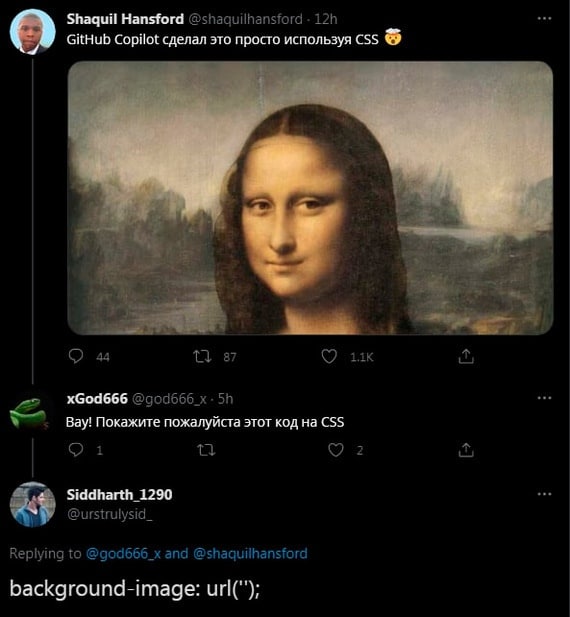 Shaquil Hansford @shaquilhansford · 12h
GitHub Copilot сделал это просто используя CSS 🤯
44 87 1.1K
xGod666 @god666_x · 5h
Вау! Покажите пожалуйста этот код на CSS
1 2
Siddharth_1290
@urstrulysid_
Replying to @god666_x and @shaquilhansford
background-image: url('');